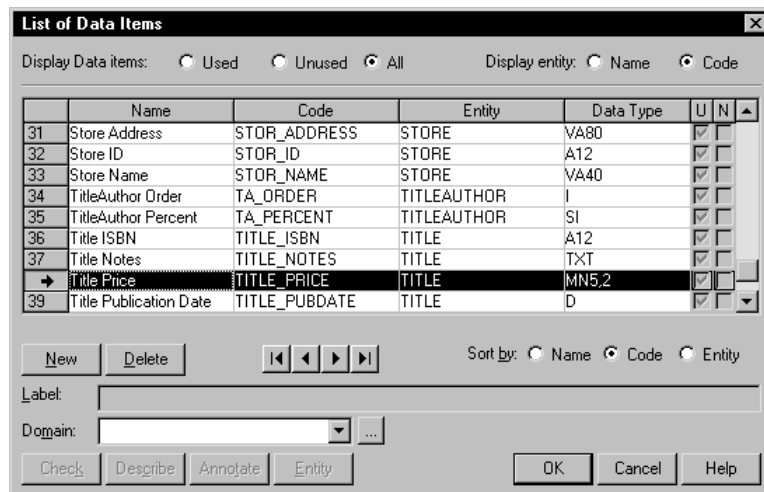 List of Data Items
Display Data items: Used Unused All Display entity: Name Code
Name Code Entity Data Type U N
31 Store Address STOR_ADDRESS STORE VA80
32 Store ID STOR_ID STORE A12
33 Store Name STOR_NAME STORE VA40
34 TitleAuthor Order TA_ORDER TITLEAUTHOR I
35 TitleAuthor Percent TA_PERCENT TITLEAUTHOR SI
36 Title ISBN TITLE_ISBN TITLE A12
37 Title Notes TITLE_NOTES TITLE TXT
Title Price TITLE_PRICE TITLE MN5,2
39 Title Publication Date TITLE_PUBDATE TITLE D
New Delete Sort by: Name Code Entity
Label:
Domain: ...
Check Describe Annotate Entity OK Cancel Help